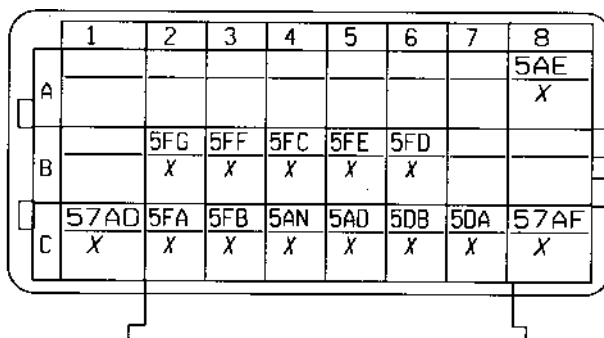 1 2 3 4 5 6 7 8
5AE
A X
5FG 5FF 5FC 5FE 5FD
B X X X X X
57AD 5FA 5FB 5AN 5AD 5DB 5DA 57AF
C X X X X X X X X